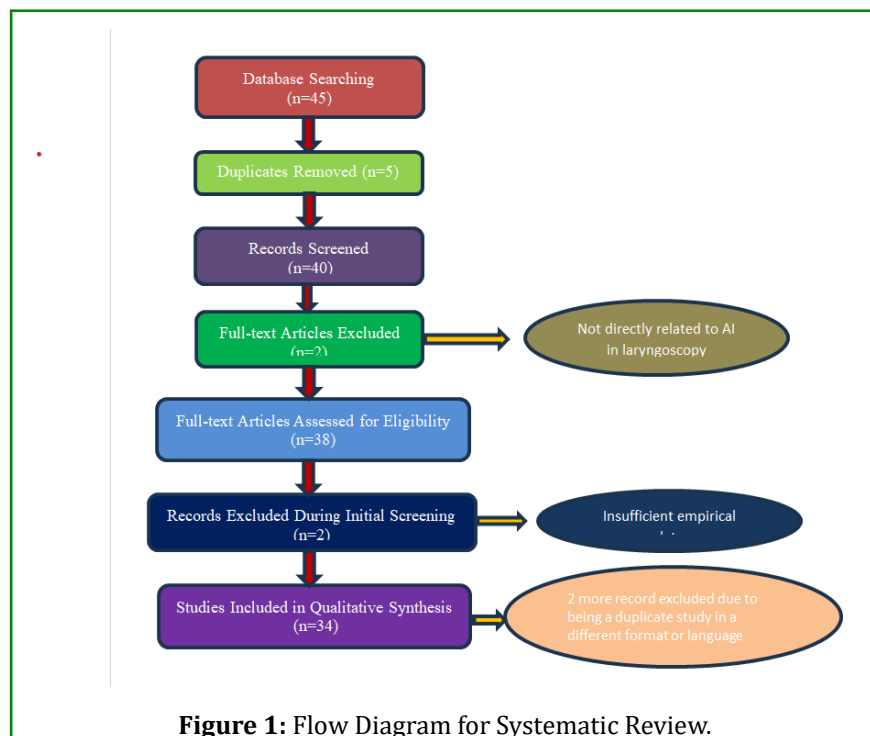 Database Searching
(n=45)
Duplicates Removed (n=5)
Records Screened
(n=40)
Full-text Articles Excluded
(n=2)
Not directly related to AI
in laryngoscopy
Full-text Articles Assessed for Eligibility
(n=38)
Records Excluded During Initial Screening
(n=2)
Insufficient empirical
Studies Included in Qualitative Synthesis
(n=34)
2 more record excluded due to
being a duplicate study in a
different format or language
Figure 1: Flow Diagram for Systematic Review.